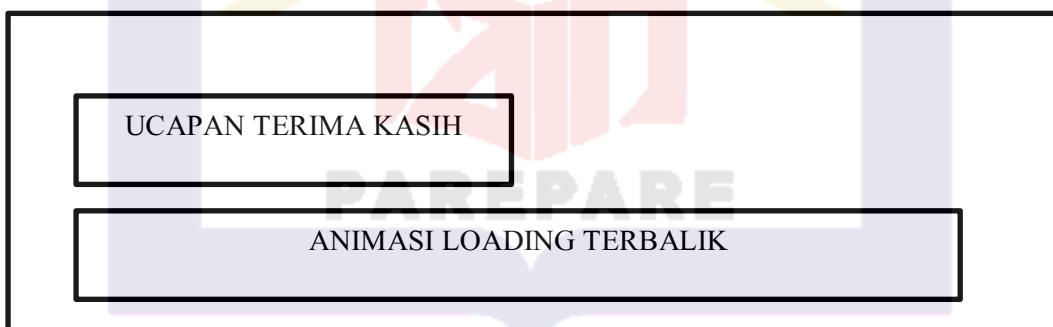 UCAPAN TERIMA KASIH
PAREPARE
ANIMASI LOADING TERBALIK